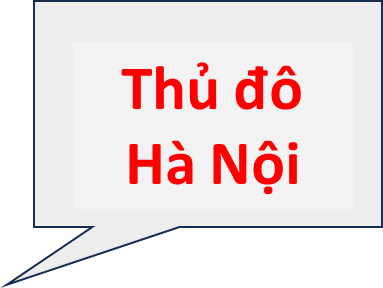 Thủ đô
Hà Nội